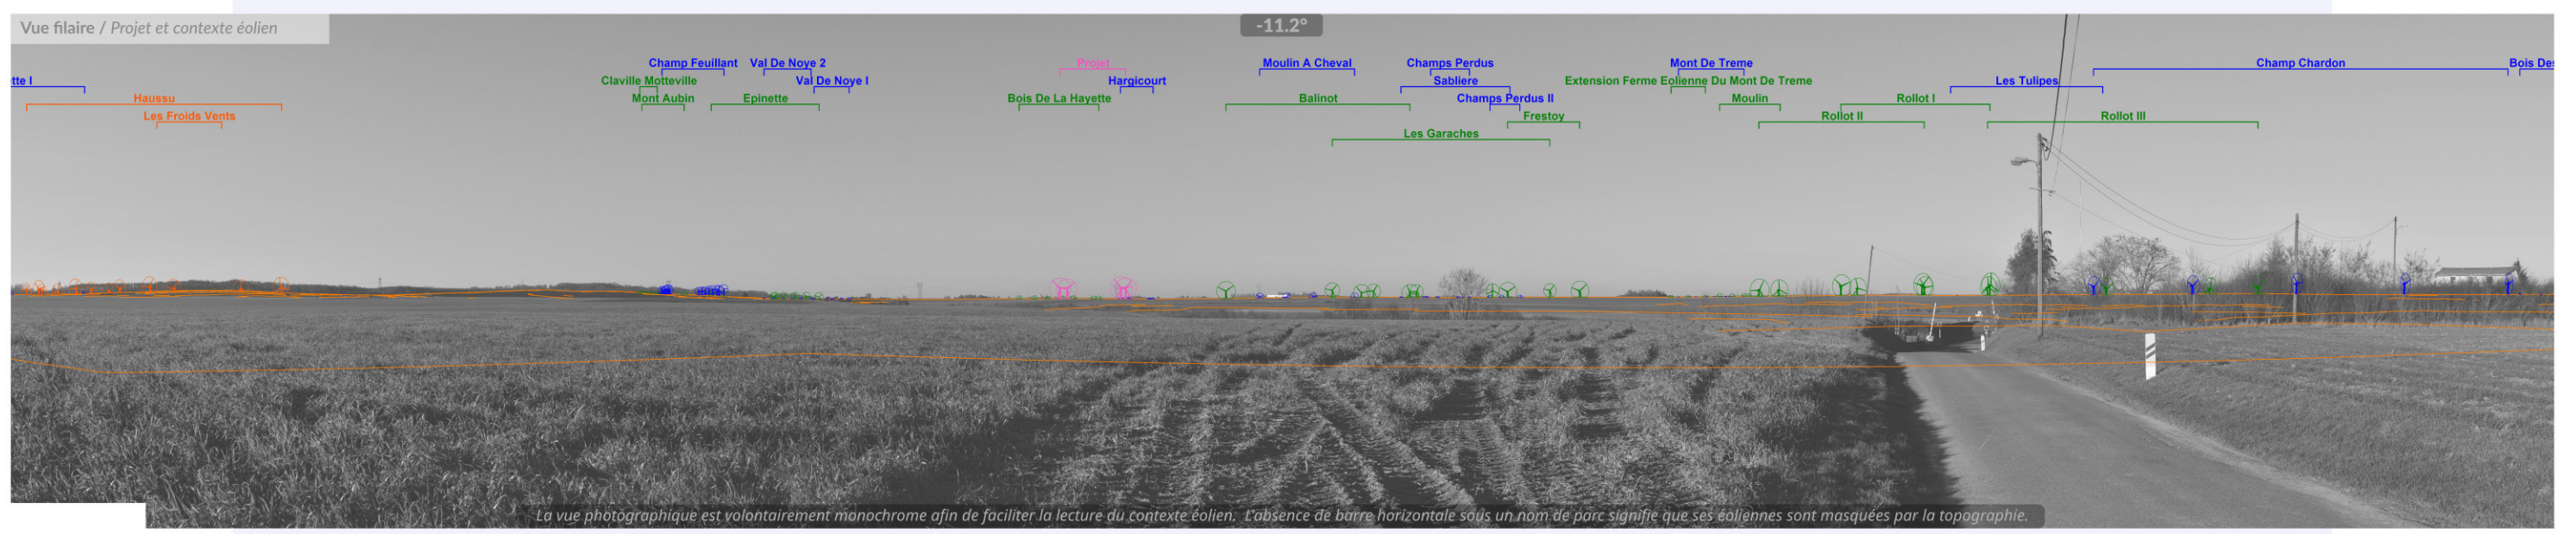 Vue filaire / Projet et contexte éolien
-11.2°
Champ Feuillant Val De Noye 2 Projet Moulin A Cheval Champs Perdus Mont De Treme Champ Chardon Bois Des
tte I Claville Motteville Val De Noye I Hargicourt Sabliere Extension Ferme Eolienne Du Mont De Treme Les Tulipes
Haussu Mont Aubin Epinette Bois De La Hayette Balinot Champs Perdus II Moulin Rollot I
Les Froids Vents Frestoy Rollot II Rollot III
Les Garaches
La vue photographique est volontairement monochrome afin de faciliter la lecture du contexte éolien. L'absence de barre horizontale sous un nom de parc signifie que ses éoliennes sont masquées par la topographie.